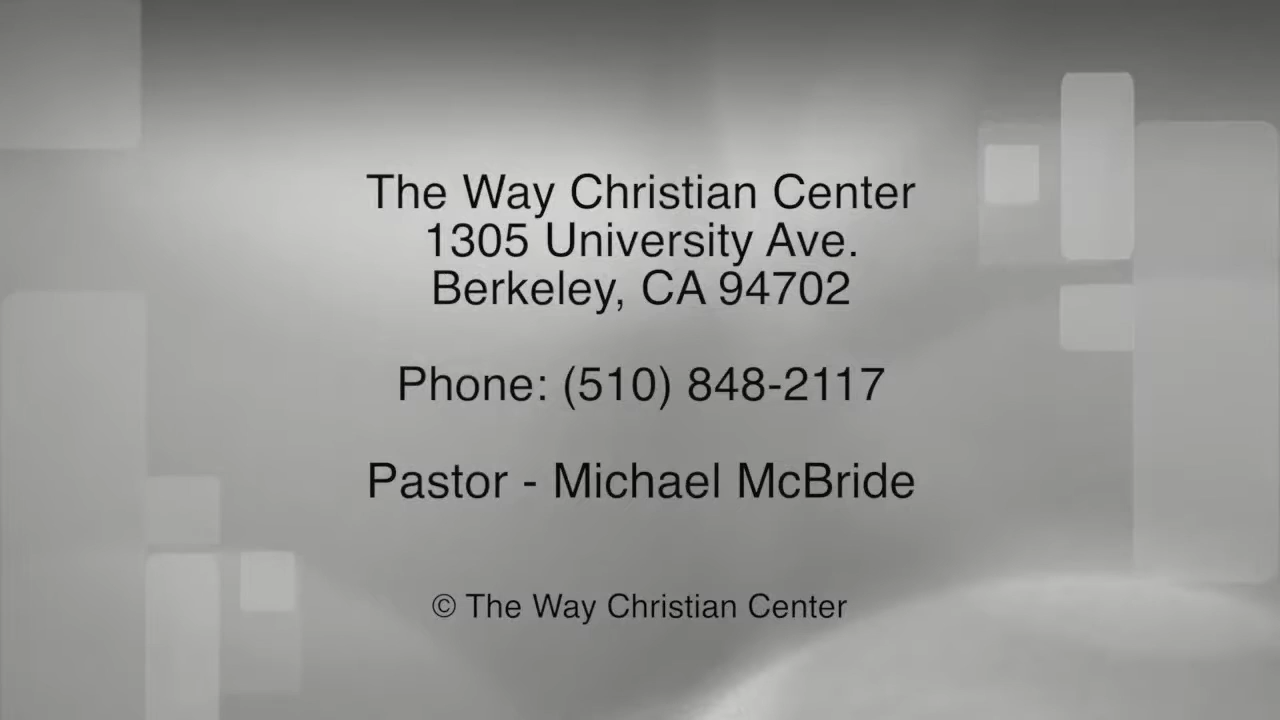 The Way Christian Center
1305 University Ave.
Berkeley, CA 94702
Phone: (510) 848-2117
Pastor - Michael McBride
© The Way Christian Center